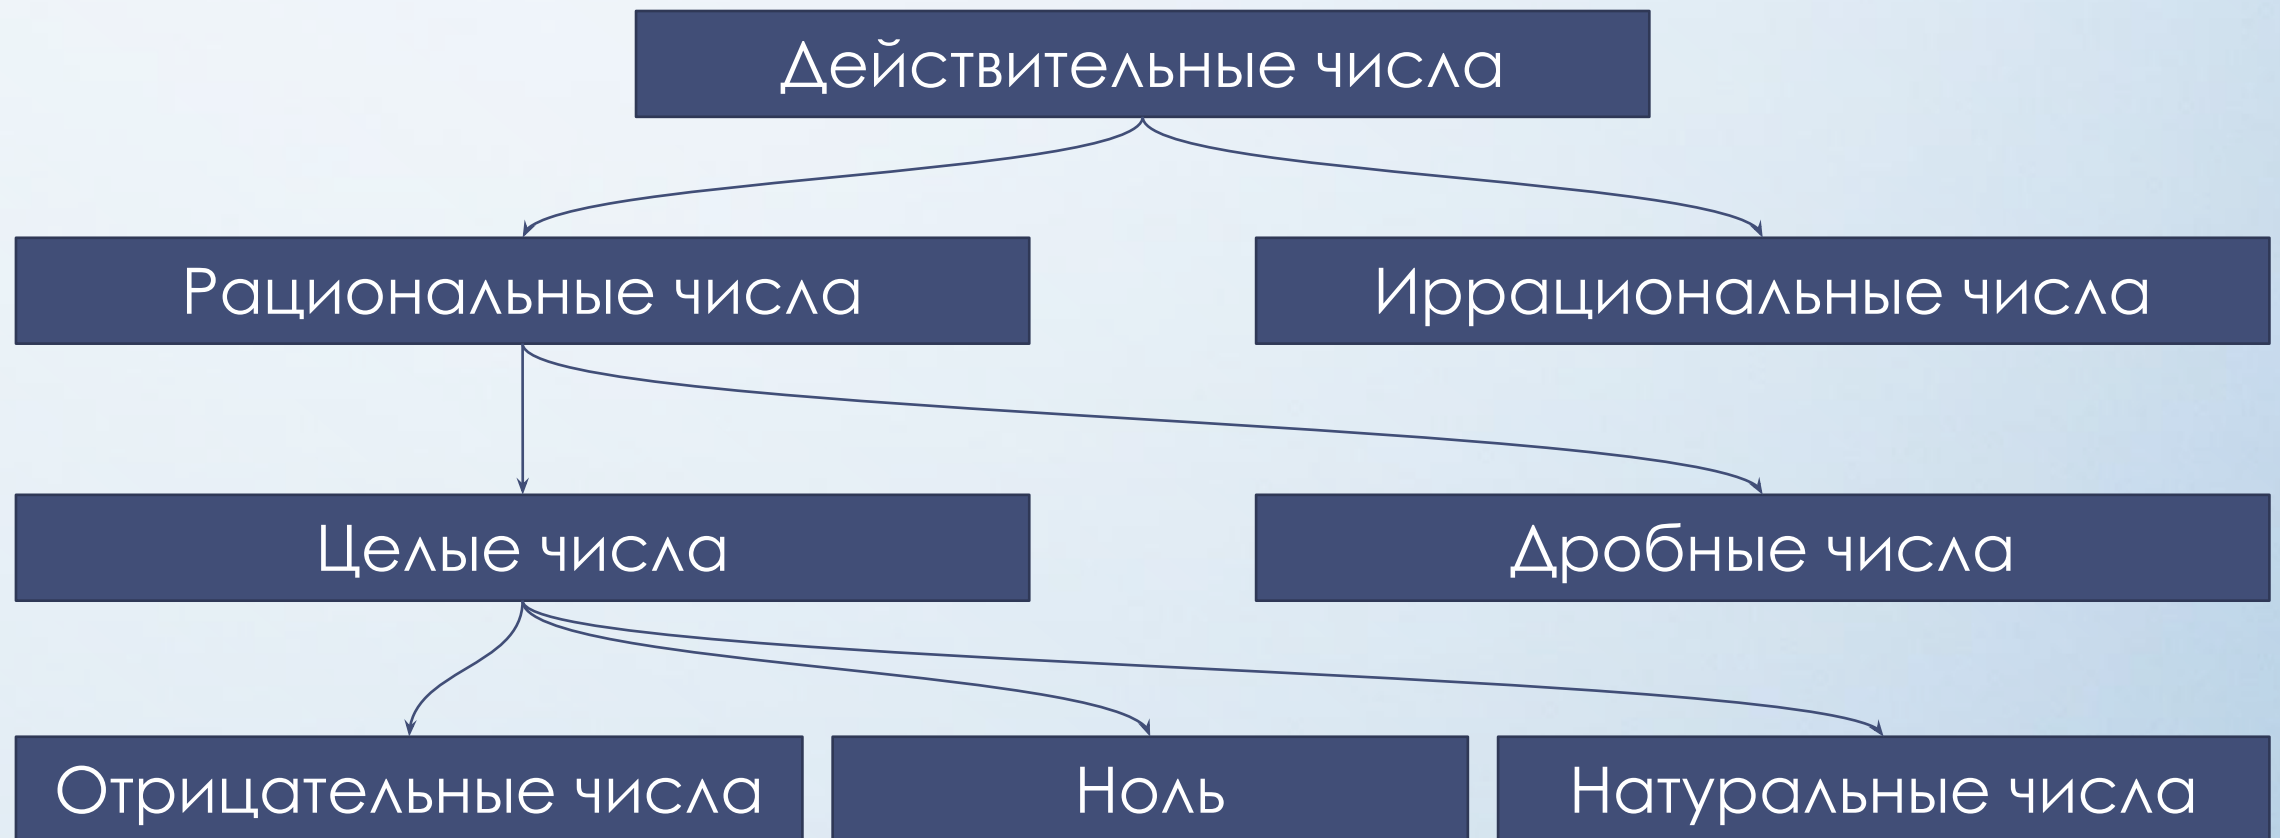 Действительные числа
Рациональные числа
Иррациональные числа
Целые числа
Дробные числа
Отрицательные числа
Ноль
Натуральные числа